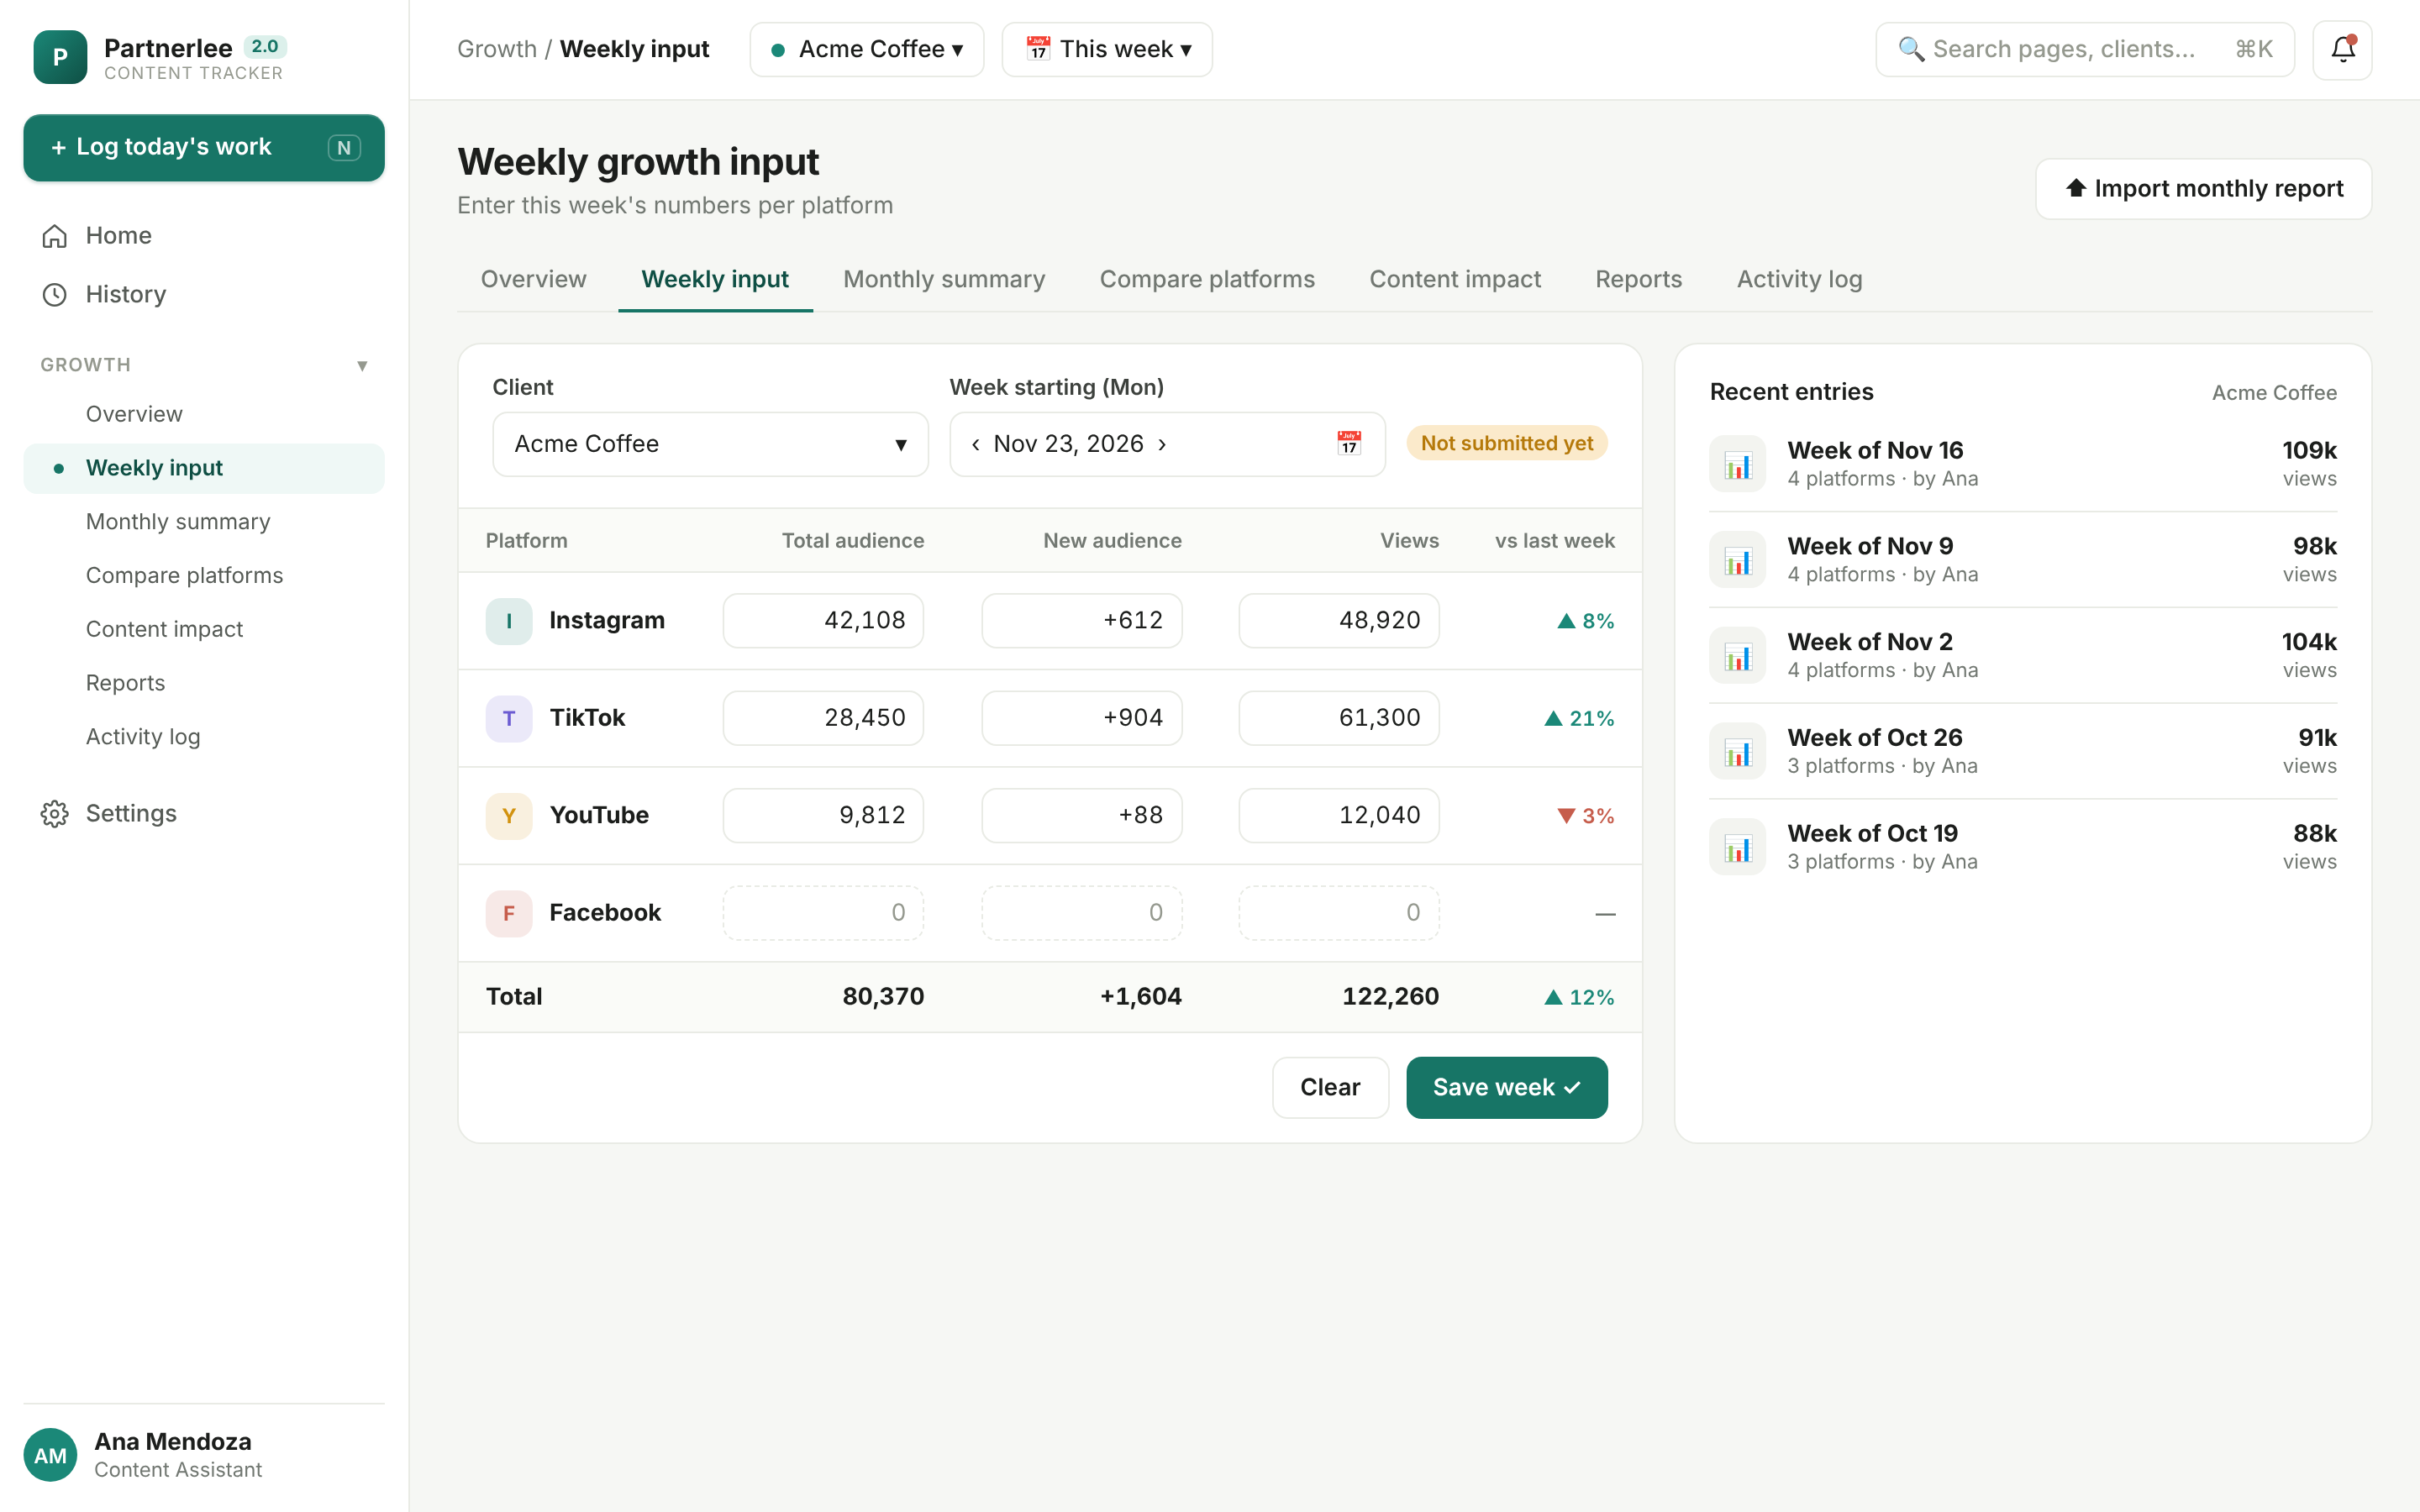 P
Partnerlee 2.0
CONTENT TRACKER
+ Log today's work N
Home
History
GROWTH ▾
Overview
Weekly input
Monthly summary
Compare platforms
Content impact
Reports
Activity log
Settings
AM
Ana Mendoza
Content Assistant
Growth / Weekly input
Acme Coffee ▾
This week ▾
Search pages, clients... ⌘K
Weekly growth input
Enter this week's numbers per platform
Import monthly report
Overview Weekly input Monthly summary Compare platforms Content impact Reports Activity log
Client
Acme Coffee ▾
Week starting (Mon)
‹ Nov 23, 2026 ›
Not submitted yet
Platform Total audience New audience Views vs last week
I Instagram 42,108 +612 48,920 ▲ 8%
T TikTok 28,450 +904 61,300 ▲ 21%
Y YouTube 9,812 +88 12,040 ▼ 3%
F Facebook 0 0 0 —
Total 80,370 +1,604 122,260 ▲ 12%
Clear
Save week ✓
Recent entries Acme Coffee
Week of Nov 16 109k
4 platforms · by Ana views
Week of Nov 9 98k
4 platforms · by Ana views
Week of Nov 2 104k
4 platforms · by Ana views
Week of Oct 26 91k
3 platforms · by Ana views
Week of Oct 19 88k
3 platforms · by Ana views